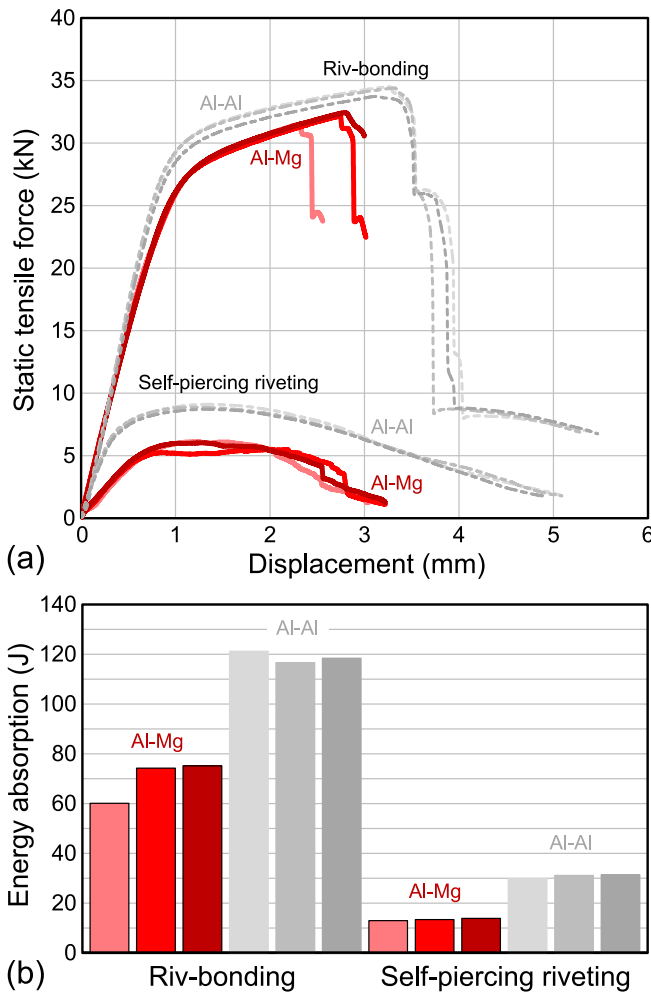 40
35
30
25
20
15
10
5
0
Static tensile force (kN)
Riv-bonding
Al-Al
Al-Mg
Self-piercing riveting
Al-Al
Al-Mg
0 1 2 3 4 5 6
(a) Displacement (mm)
140
120
100
80
60
40
20
0
Energy absorption (J)
Al-Al
Al-Mg
Al-Al
Al-Mg
(b) Riv-bonding Self-piercing riveting